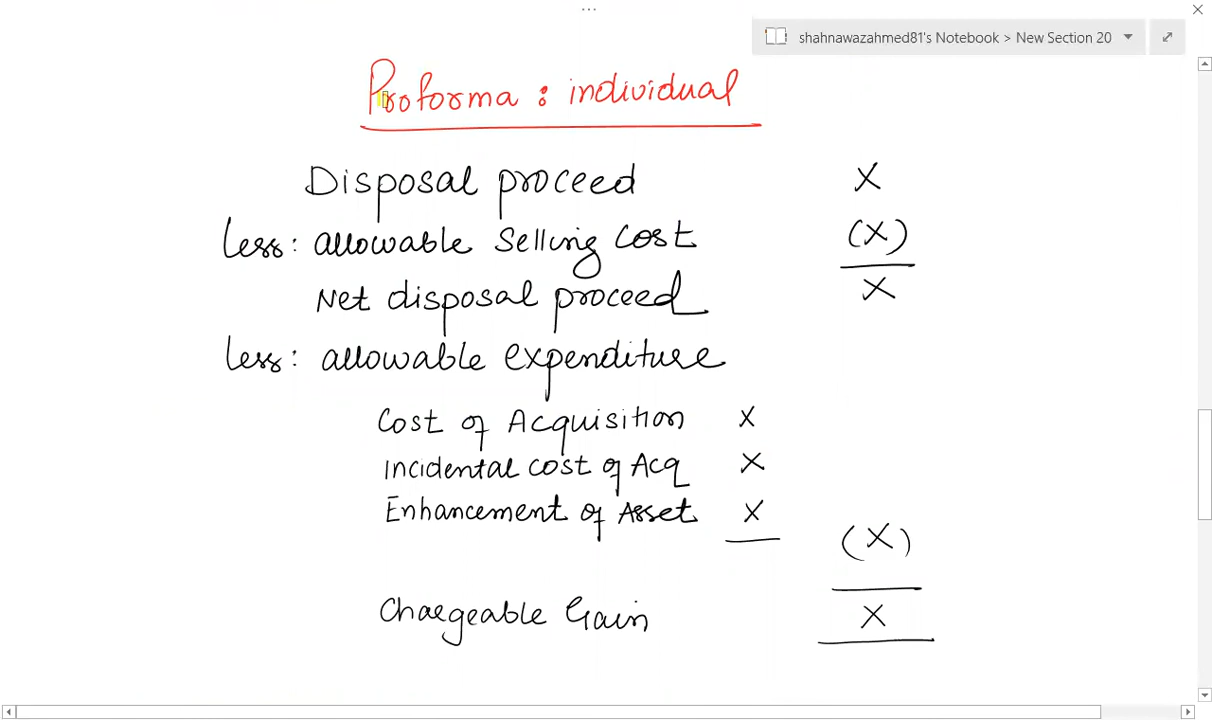 shahnawazahmed81's Notebook > New Section 20
Proforma : individual
Disposal proceed X
less: allowable selling cost (X)
Net disposal proceed X
less: allowable expenditure
Cost of Acquisition X
Incidental cost of Acq X
Enhancement of Asset X
(X)
Chargeable Gain X